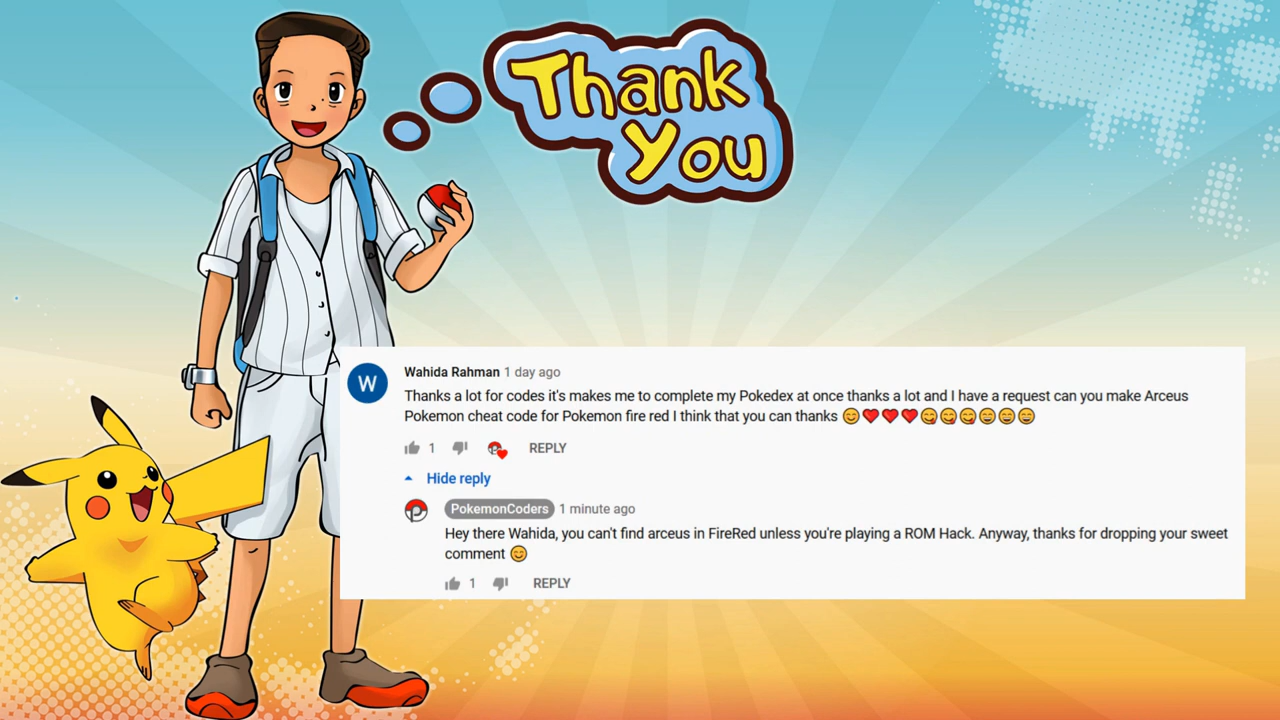 Thank
You
W
Wahida Rahman 1 day ago
Thanks a lot for codes it's makes me to complete my Pokedex at once thanks a lot and I have a request can you make Arceus
Pokemon cheat code for Pokemon fire red I think that you can thanks 😊❤❤❤😋😋😋😄😄😄
1 REPLY
Hide reply
PokemonCoders 1 minute ago
Hey there Wahida, you can't find arceus in FireRed unless you're playing a ROM Hack. Anyway, thanks for dropping your sweet
comment 😊
1 REPLY